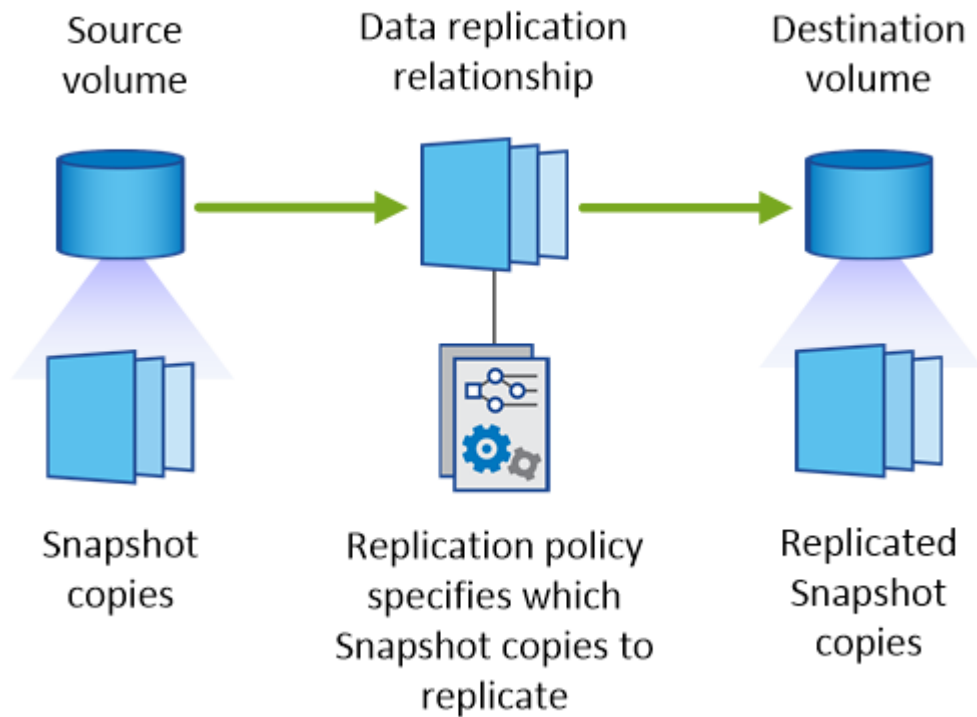 Source
volume
Data replication
relationship
Destination
volume
Snapshot
copies
Replication policy
specifies which
Snapshot copies to
replicate
Replicated
Snapshot
copies